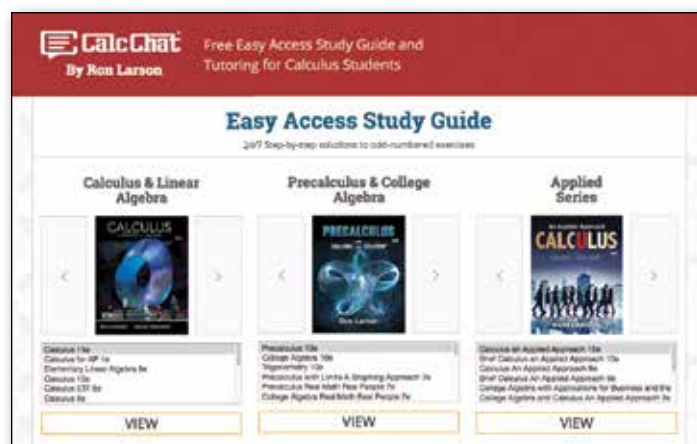 CalcChat
By Ron Larson
Free Easy Access Study Guide and
Tutoring for Calculus Students
Easy Access Study Guide
24/7 Step-by-step solutions to odd-numbered exercises
Calculus & Linear
Algebra
CALCULUS
Calculus for AP 1e
Elementary Linear Algebra 8e
Calculus 10e
Calculus ETF 6e
Calculus 9e
VIEW
Precalculus & College
Algebra
PRECALCULUS
Ron Larson
Precalculus 10e
College Algebra 10e
Trigonometry 10e
Precalculus with Limits A Graphing Approach 7e
Precalculus Real Math Real People 7e
College Algebra Real Math Real People 7e
VIEW
Applied
Series
An Applied Approach
CALCULUS
Calculus an Applied Approach 10e
Brief Calculus an Applied Approach 10e
Calculus An Applied Approach 9e
Brief Calculus An Applied Approach 9e
College Algebra with Applications for Business and the
College Algebra and Calculus An Applied Approach 2e
VIEW